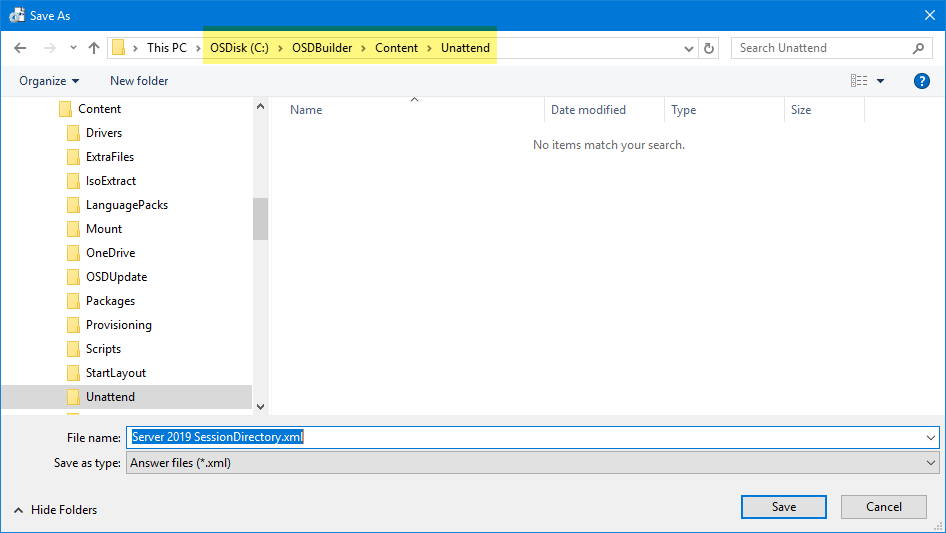 Save As
This PC > OSDisk (C:) > OSDBuilder > Content > Unattend
Search Unattend
Organize
New folder
?
Content
Drivers
ExtraFiles
IsoExtract
LanguagePacks
Mount
OneDrive
OSDUpdate
Packages
Provisioning
Scripts
StartLayout
Unattend
Name
Date modified
Type
Size
No items match your search.
File name: Server 2019 SessionDirectory.xml
Save as type: Answer files (*.xml)
Hide Folders
Save
Cancel